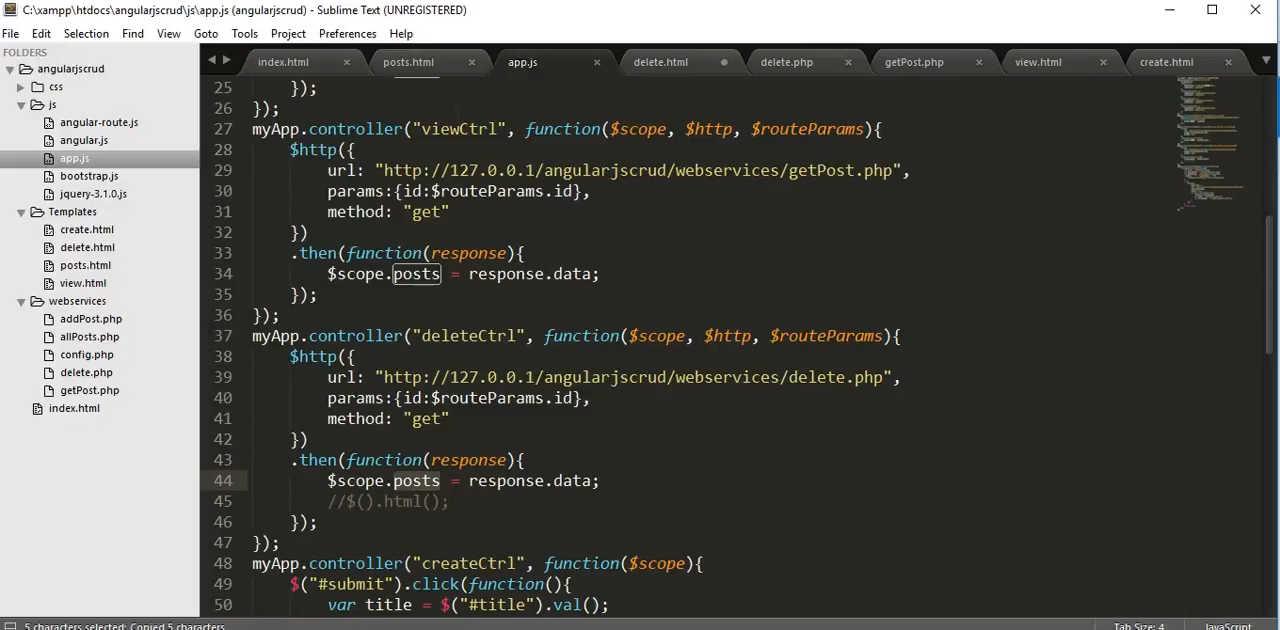 C:\xampp\htdocs\angularjscrud\js\app.js (angularjscrud) - Sublime Text (UNREGISTERED)
File Edit Selection Find View Goto Tools Project Preferences Help
FOLDERS
angularjscrud
css
js
angular-route.js
angular.js
app.js
bootstrap.js
jquery-3.1.0.js
Templates
create.html
delete.html
posts.html
view.html
webservices
addPost.php
allPosts.php
config.php
delete.php
getPost.php
index.html
index.html posts.html app.js delete.html delete.php getPost.php view.html create.html
25 });
26 });
27 myApp.controller("viewCtrl", function($scope, $http, $routeParams){
28 $http({
29 url: "http://127.0.0.1/angularjscrud/webservices/getPost.php",
30 params:{id:$routeParams.id},
31 method: "get"
32 })
33 .then(function(response){
34 $scope.posts = response.data;
35 });
36 });
37 myApp.controller("deleteCtrl", function($scope, $http, $routeParams){
38 $http({
39 url: "http://127.0.0.1/angularjscrud/webservices/delete.php",
40 params:{id:$routeParams.id},
41 method: "get"
42 })
43 .then(function(response){
44 $scope.posts = response.data;
45 //$().html();
46 });
47 });
48 myApp.controller("createCtrl", function($scope){
49 $("#submit").click(function(){
50 var title = $("#title").val();
5 characters selected: Copied 5 characters Tab Size: 4 JavaScript